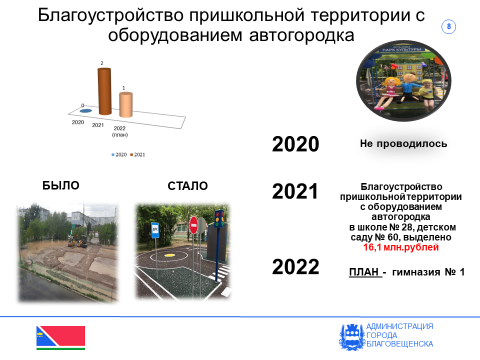 Благоустройство пришкольной территории с
оборудованием автогородка
8
0
2
1
2020
2021
2022
(план)
2020
2021
БЫЛО
СТАЛО
2020
Не проводилось
2021
Благоустройство
пришкольной территории
с оборудованием
автогородка
в школе № 28, детском
саду № 60, выделено
16,1 млн.рублей
2022
ПЛАН - гимназия № 1
АДМИНИСТРАЦИЯ
ГОРОДА
БЛАГОВЕЩЕНСКА